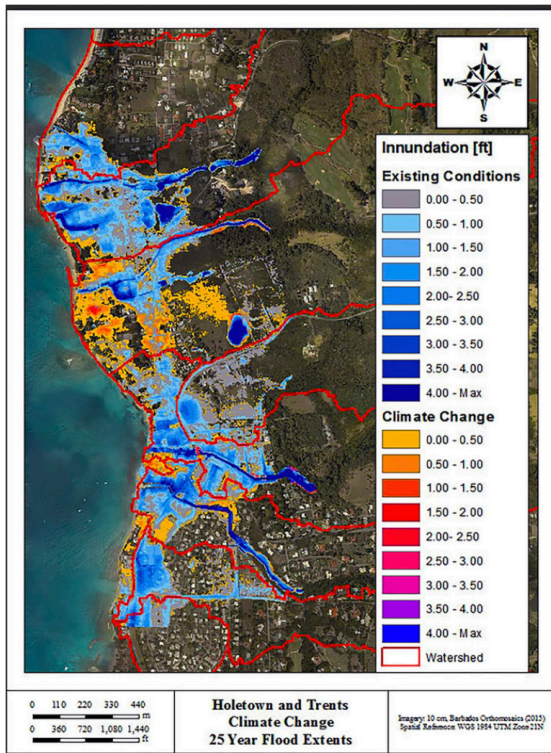 N
W E
S
Innundation [ft]
Existing Conditions
0.00 - 0.50
0.50 - 1.00
1.00 - 1.50
1.50 - 2.00
2.00- 2.50
2.50 - 3.00
3.00 - 3.50
3.50 - 4.00
4.00 - Max
Climate Change
0.00 - 0.50
0.50 - 1.00
1.00 - 1.50
1.50 - 2.00
2.00- 2.50
2.50 - 3.00
3.00 - 3.50
3.50 - 4.00
4.00 - Max
Watershed
0 110 220 330 440
m
0 360 720 1,080 1,440
ft
Holetown and Trents
Climate Change
25 Year Flood Extents
Imagery: 10 cm, Barbados Orthomosaics (2015)
Spatial Reference: WGS 1984 UTM Zone 21N